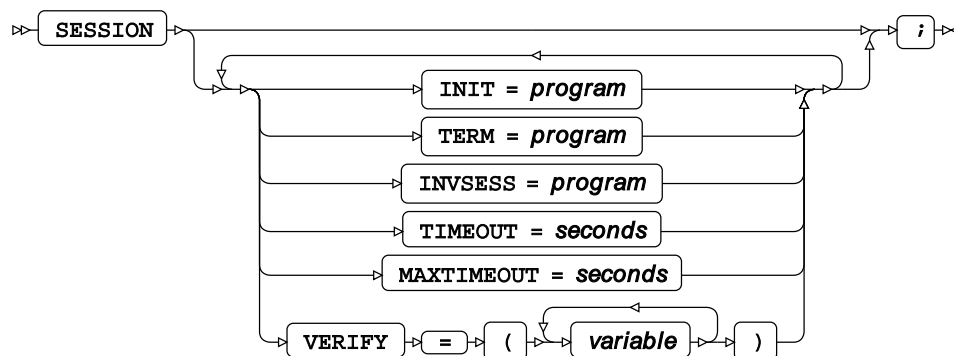 SESSION ;
INIT = program
TERM = program
INVSESS = program
TIMEOUT = seconds
MAXTIMEOUT = seconds
VERIFY = ( variable )